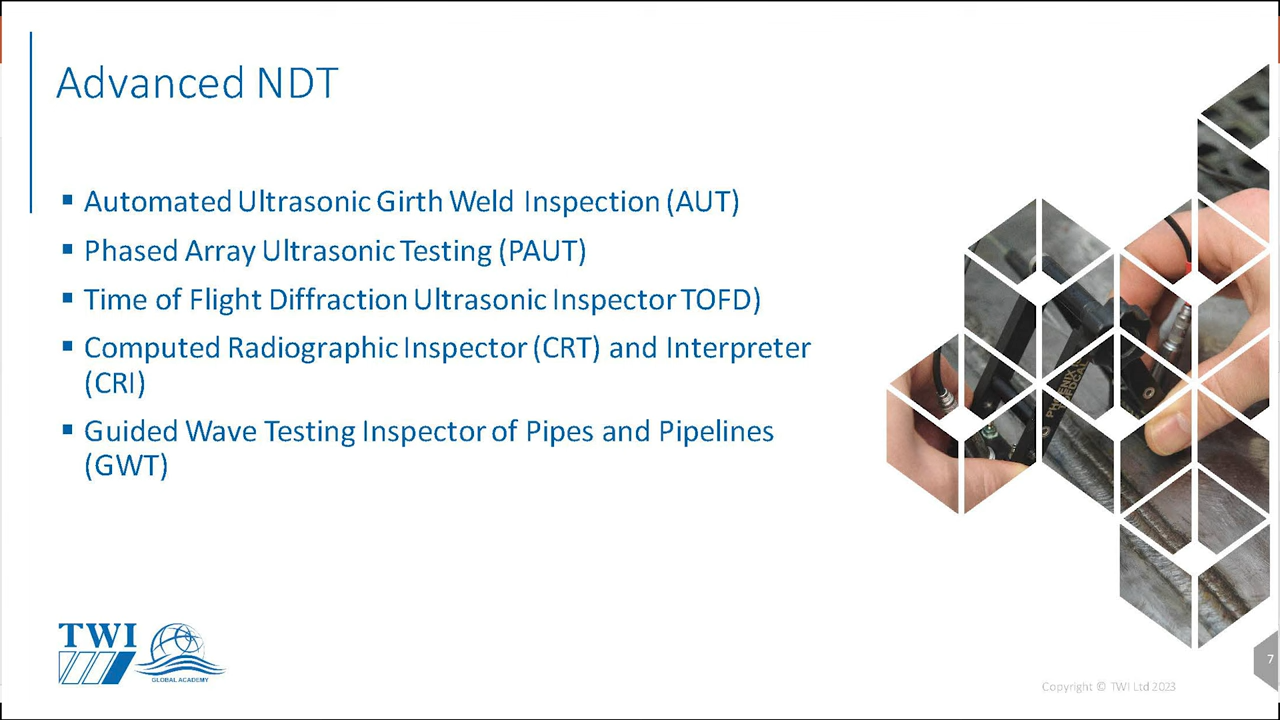 Advanced NDT
▪ Automated Ultrasonic Girth Weld Inspection (AUT)
▪ Phased Array Ultrasonic Testing (PAUT)
▪ Time of Flight Diffraction Ultrasonic Inspector TOFD)
▪ Computed Radiographic Inspector (CRT) and Interpreter
(CRI)
▪ Guided Wave Testing Inspector of Pipes and Pipelines
(GWT)
PHOENIX
TWI
GLOBAL ACADEMY
7
Copyright © TWI Ltd 2023